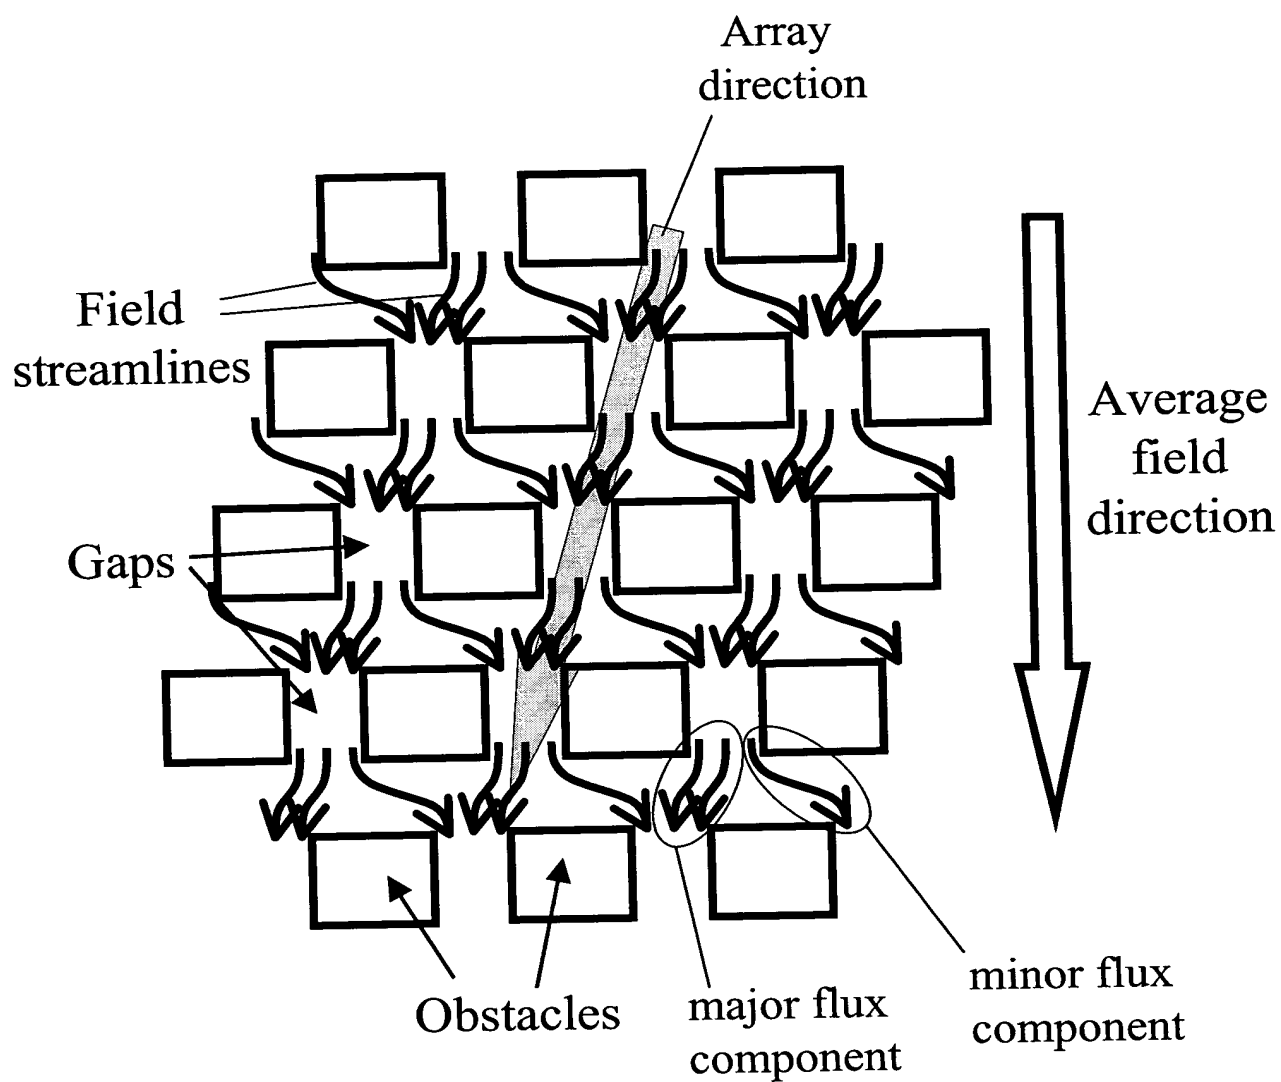 Array
direction
Field
streamlines
Average
field
direction
Gaps
Obstacles
major flux
component
minor flux
component